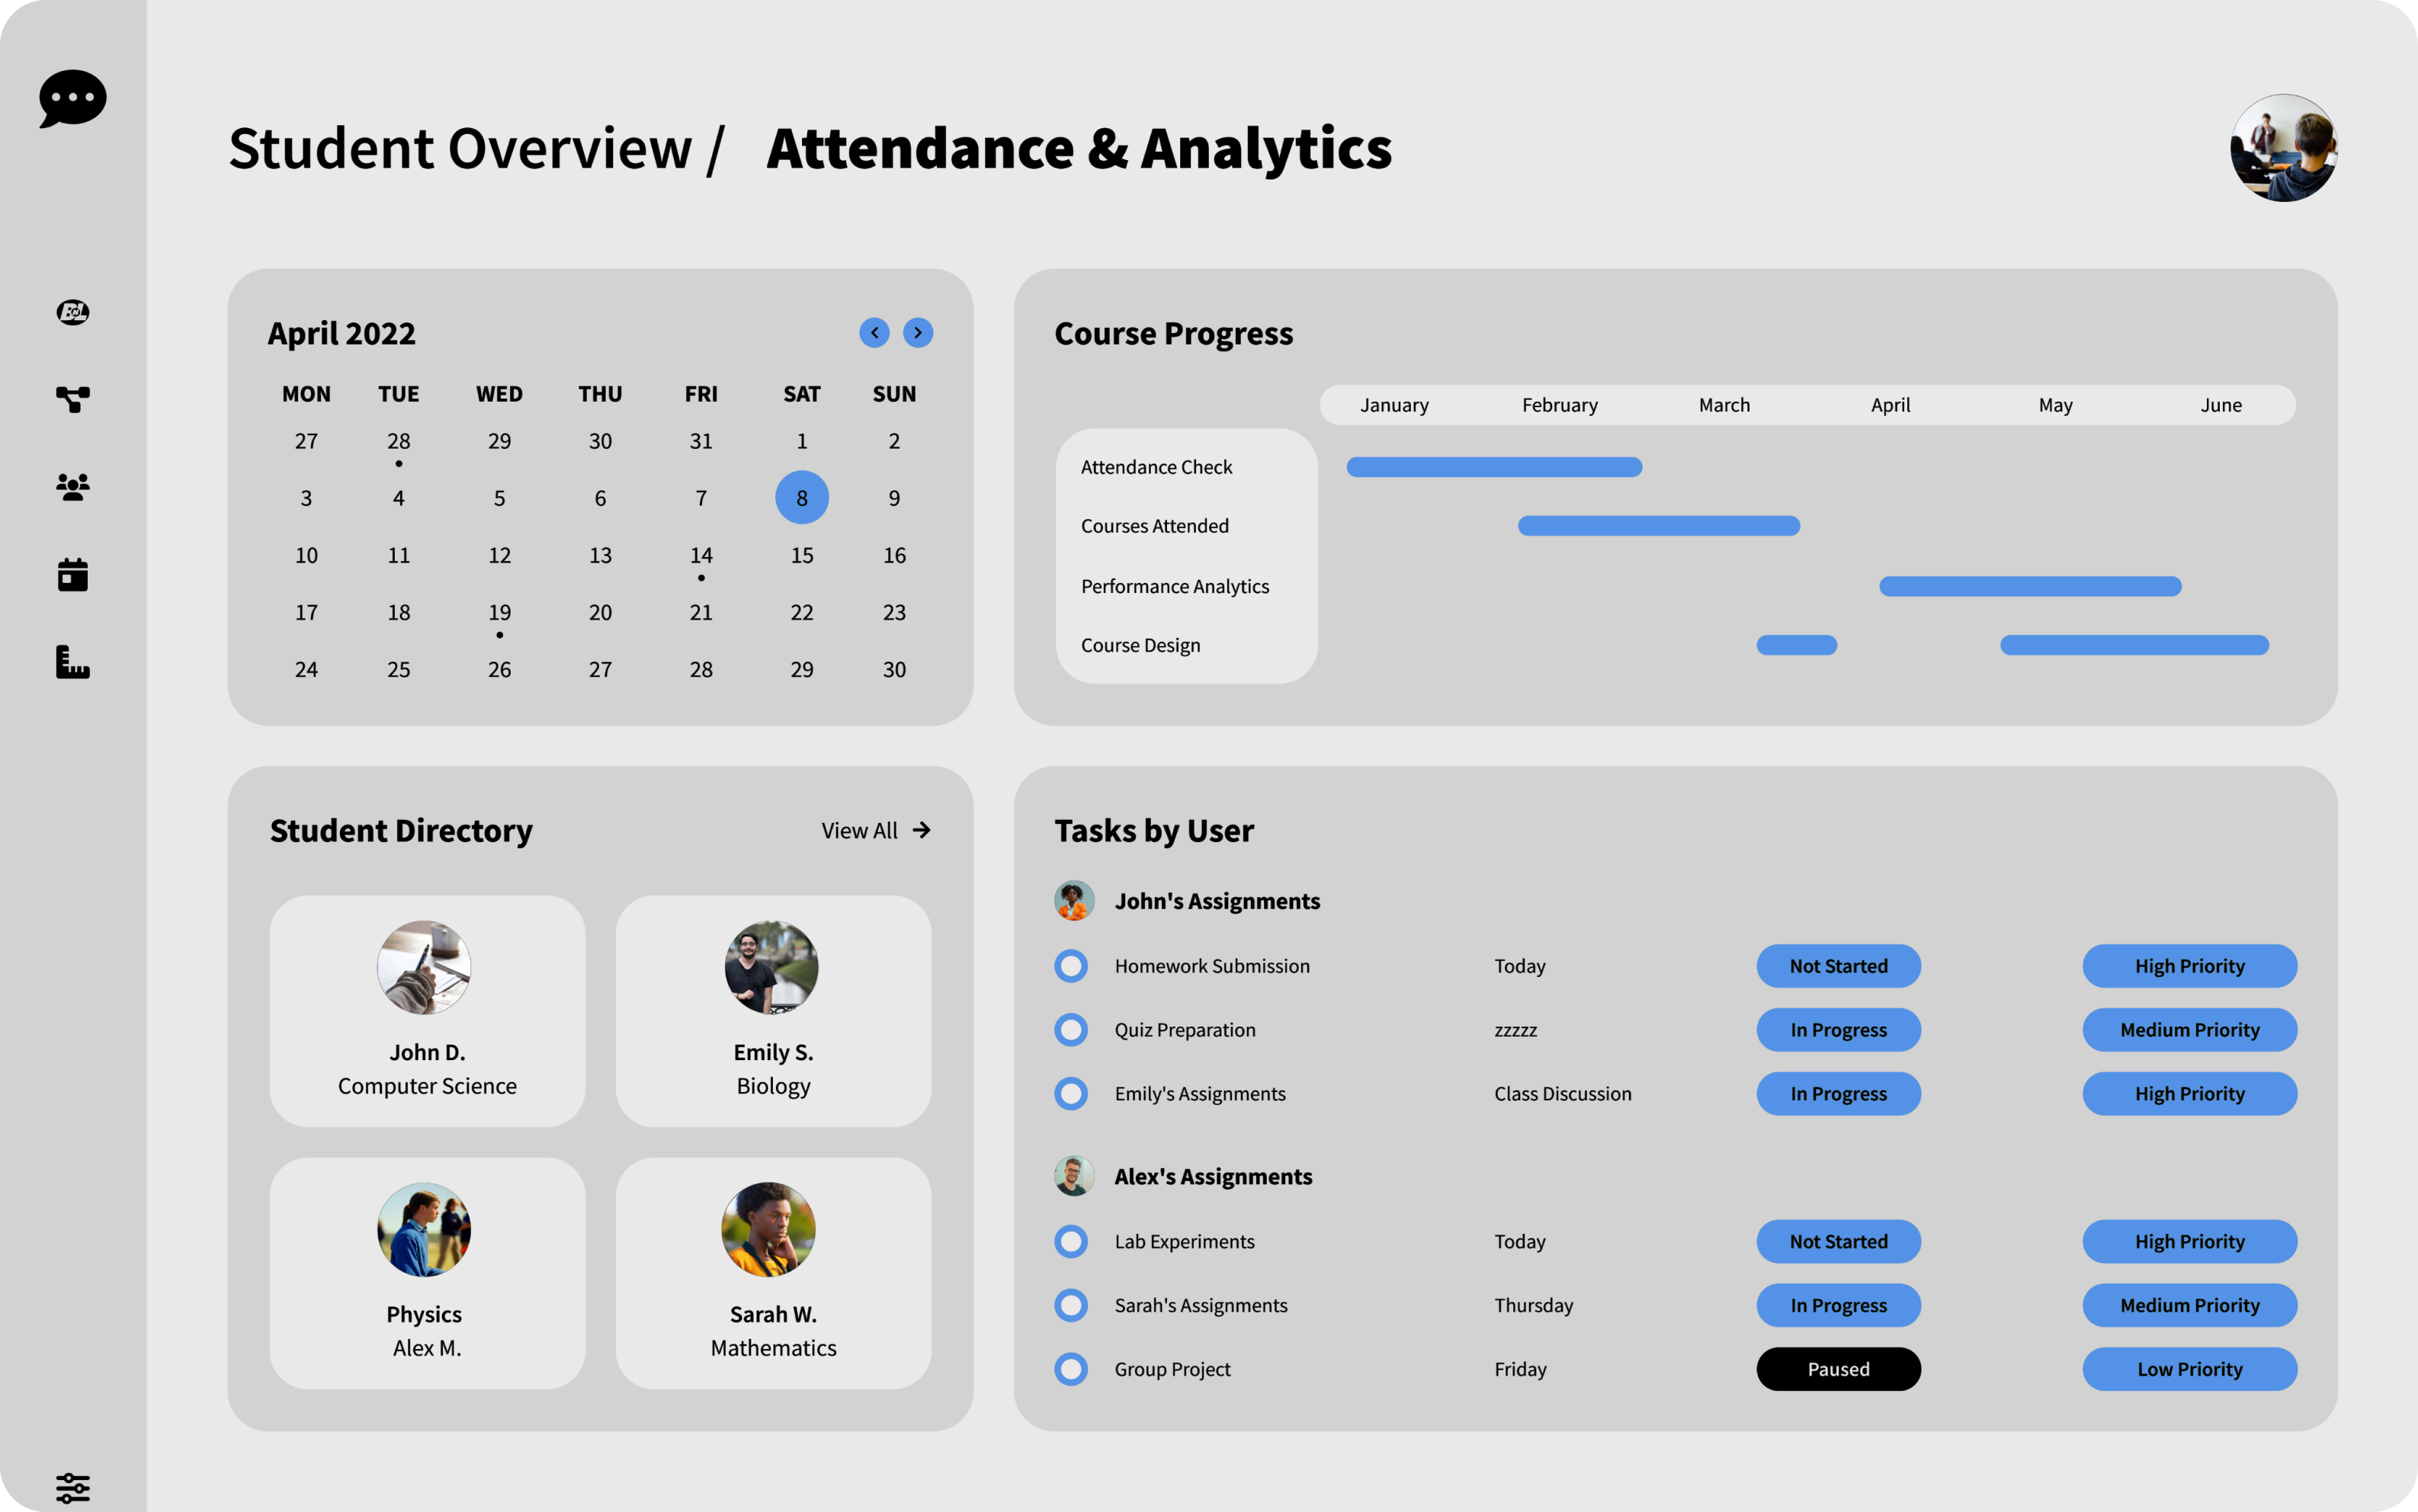 Student Overview / Attendance & Analytics
April 2022
MON TUE WED THU FRI SAT SUN
27 28 29 30 31 1 2
3 4 5 6 7 8 9
10 11 12 13 14 15 16
17 18 19 20 21 22 23
24 25 26 27 28 29 30
Course Progress
January February March April May June
Attendance Check
Courses Attended
Performance Analytics
Course Design
Student Directory
View All
John D.
Computer Science
Emily S.
Biology
Physics
Alex M.
Sarah W.
Mathematics
Tasks by User
John's Assignments
Homework Submission Today Not Started High Priority
Quiz Preparation zzzzz In Progress Medium Priority
Emily's Assignments Class Discussion In Progress High Priority
Alex's Assignments
Lab Experiments Today Not Started High Priority
Sarah's Assignments Thursday In Progress Medium Priority
Group Project Friday Paused Low Priority